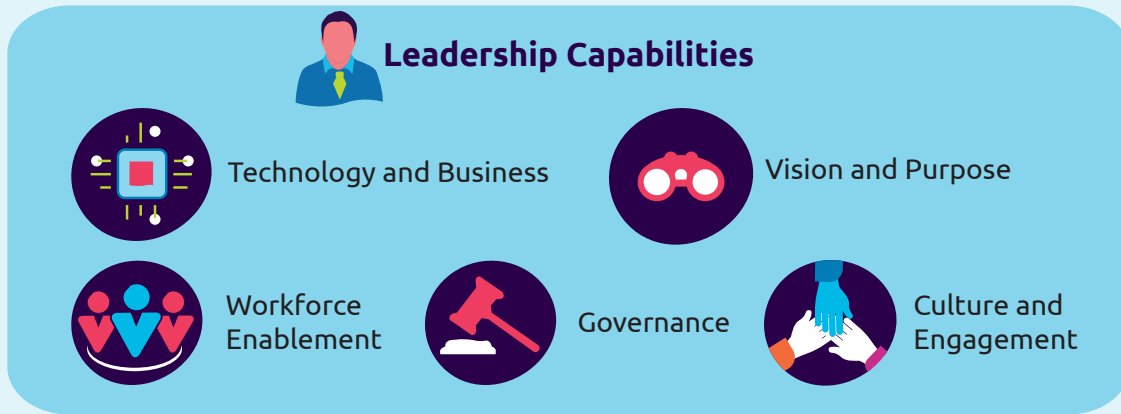 Leadership Capabilities
Technology and Business
Vision and Purpose
Workforce
Enablement
Governance
Culture and
Engagement